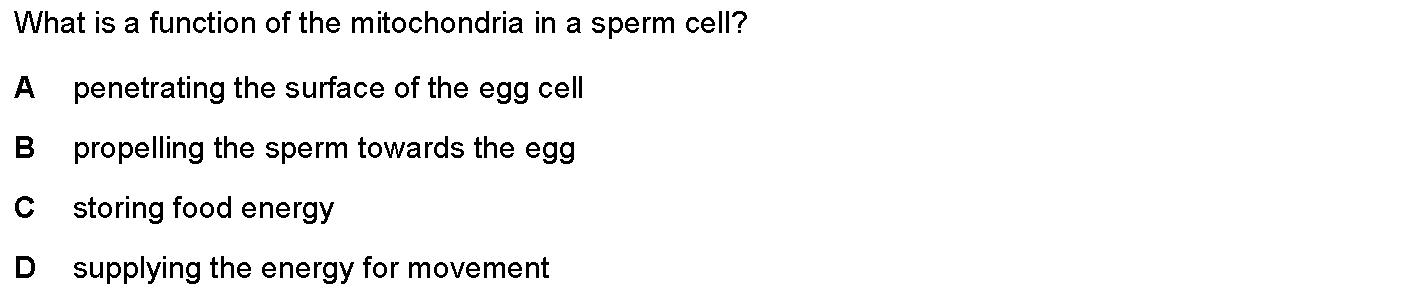 What is a function of the mitochondria in a sperm cell?
A penetrating the surface of the egg cell
B propelling the sperm towards the egg
C storing food energy
D supplying the energy for movement